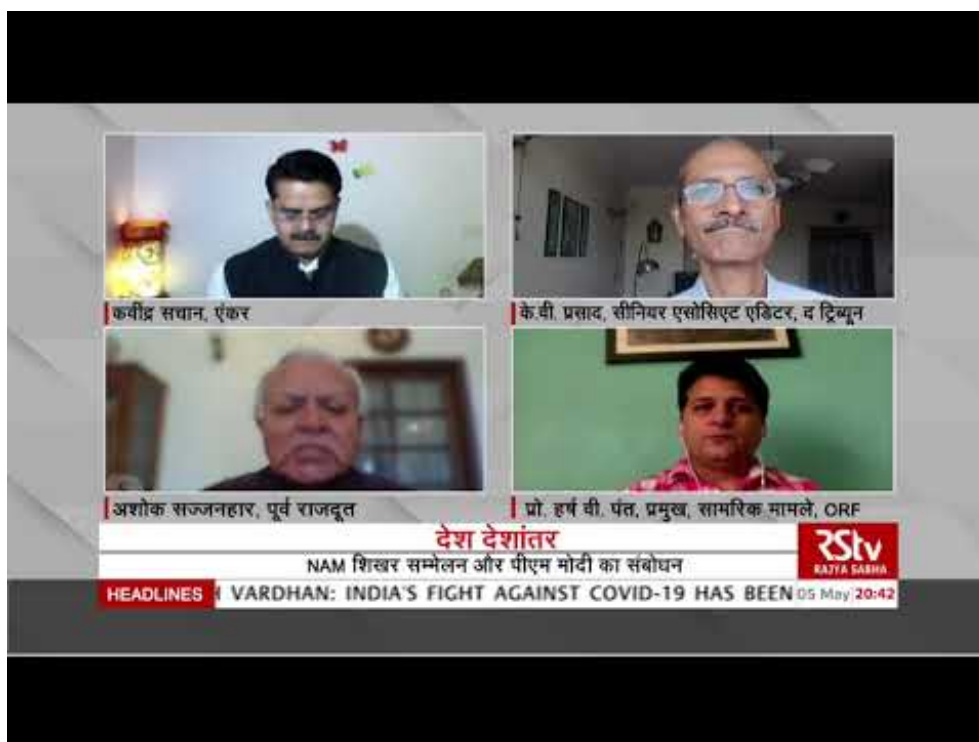 कवींद्र सचान, एंकर
के.वी. प्रसाद, सीनियर एसोसिएट एडिटर, द ट्रिब्यून
अशोक सज्जनहार, पूर्व राजदूत
प्रो. हर्ष वी. पंत, प्रमुख, सामरिक मामले, ORF
देश देशांतर
NAM शिखर सम्मेलन और पीएम मोदी का संबोधन
RStv
RAJYA SABHA
HEADLINES H VARDHAN: INDIA'S FIGHT AGAINST COVID-19 HAS BEEN 05 May 20:42